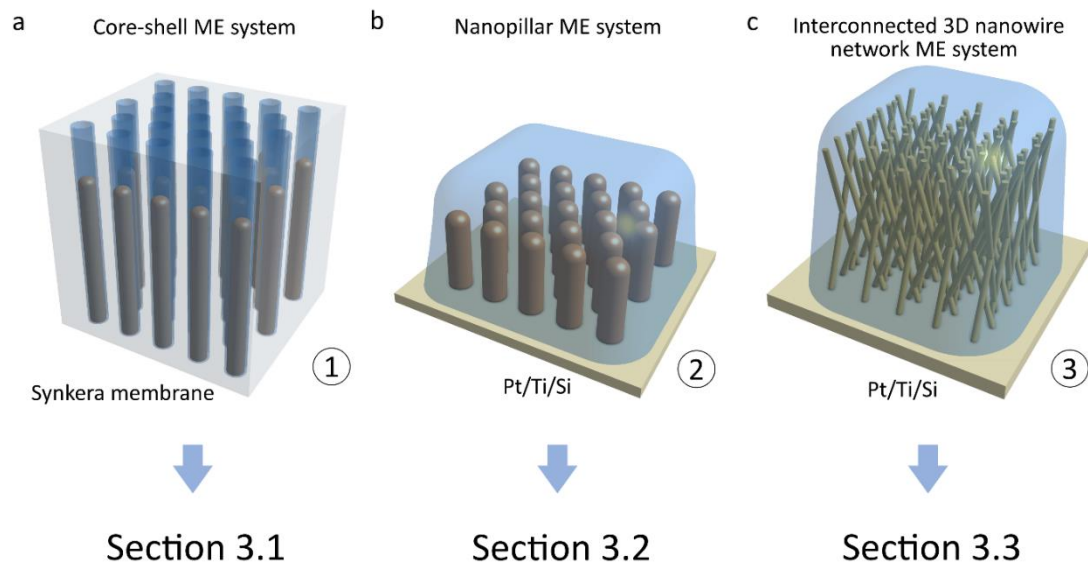 a
Core-shell ME system
b
Nanopillar ME system
c
Interconnected 3D nanowire
network ME system
1
Synkera membrane
2
Pt/Ti/Si
3
Pt/Ti/Si
Section 3.1
Section 3.2
Section 3.3